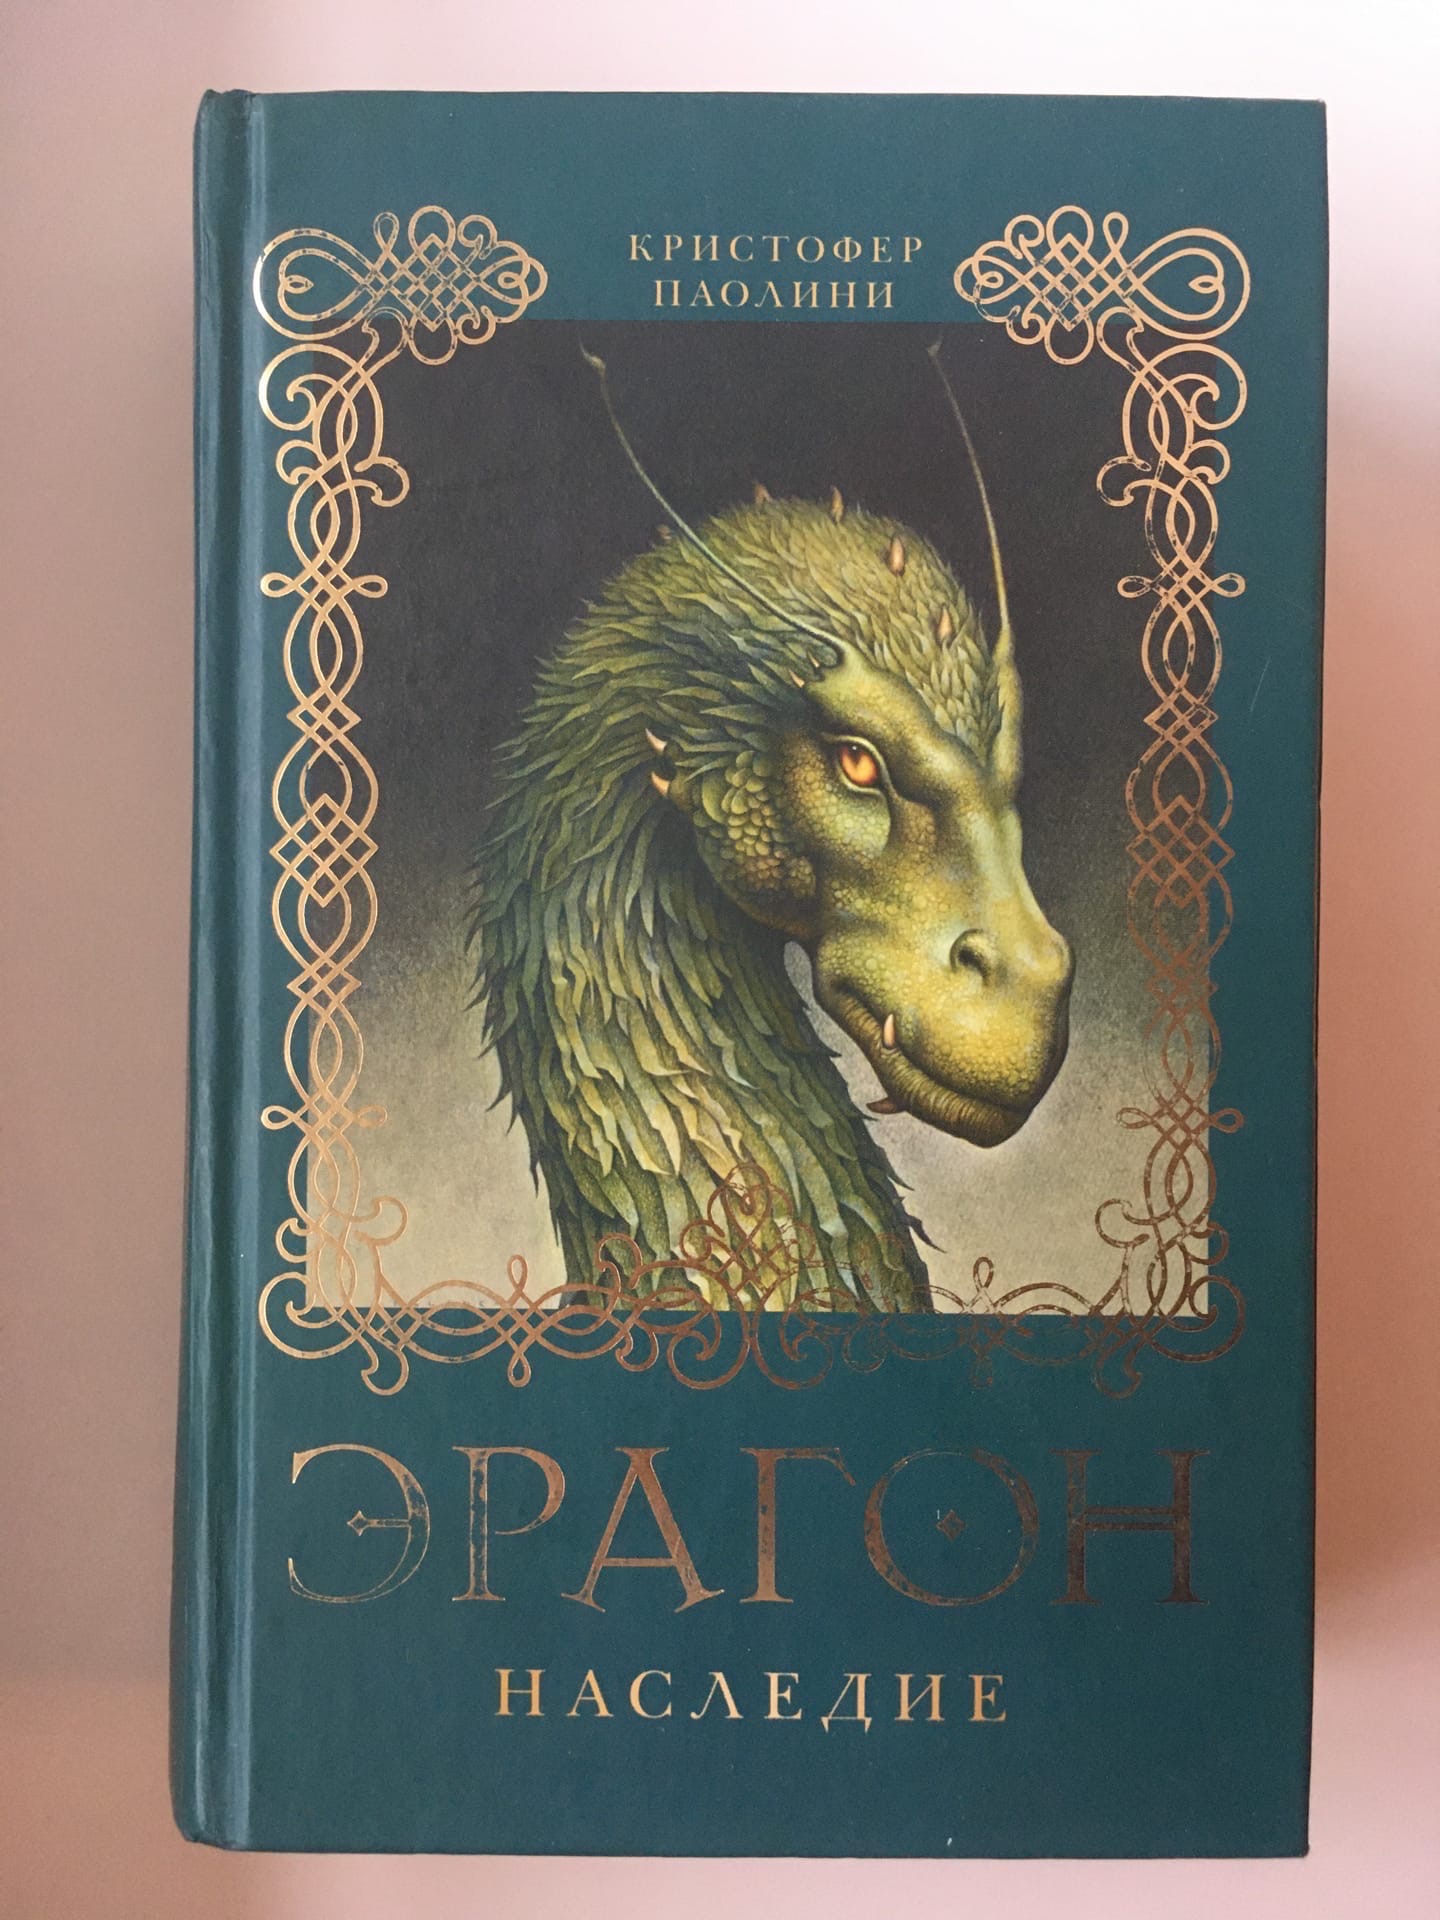 КРИСТОФЕР
ПАОЛИНИ
ЭРАГОН
НАСЛЕДИЕ